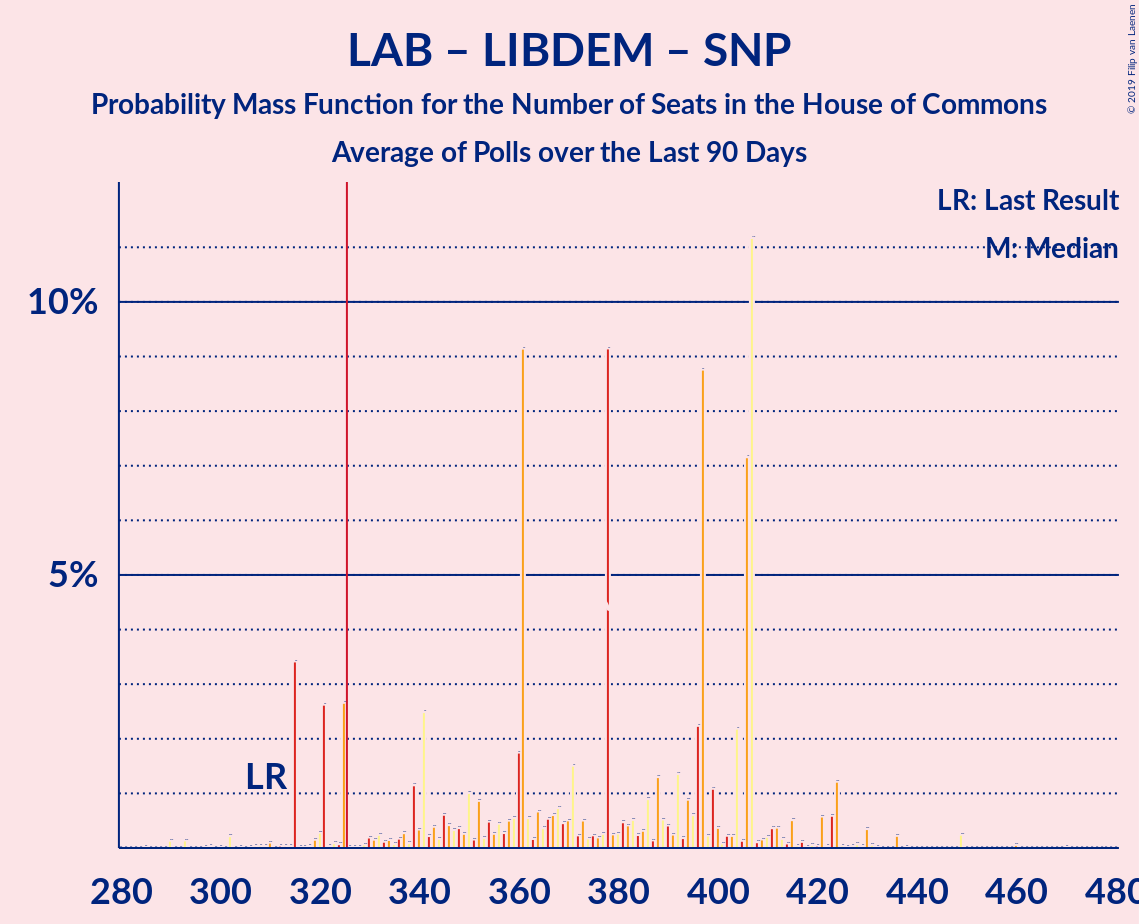 LAB – LIBDEM – SNP
Probability Mass Function for the Number of Seats in the House of Commons
Average of Polls over the Last 90 Days
© 2019 Filip van Laenen
LR: Last Result
M: Median
10%
5%
LR
280 300 320 340 360 380 400 420 440 460 480